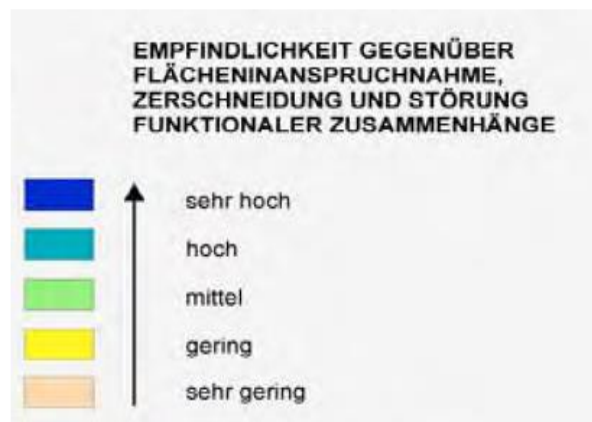 EMPFINDLICHKEIT GEGENÜBER
FLÄCHENINANSPRUCHNAHME,
ZERSCHNEIDUNG UND STÖRUNG
FUNKTIONALER ZUSAMMENHÄNGE
sehr hoch
hoch
mittel
gering
sehr gering